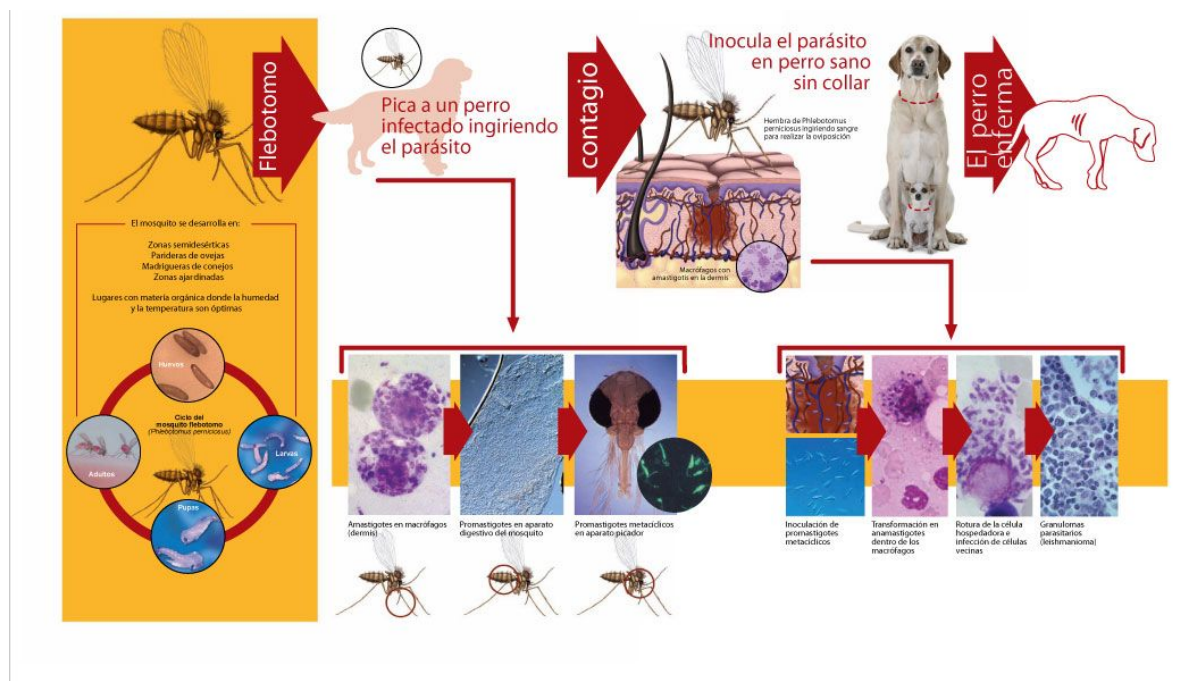 Flebotomo
Pica a un perro
infectado ingiriendo
el parásito
contagio
Inocula el parásito
en perro sano
sin collar
Hembra de Phlebotomus
perniciosus ingiriendo sangre
para realizar la oviposición
El perro
enferma
Macrófagos con
amastigotis en la dermis
El mosquito se desarrolla en:
Zonas semidesérticas
Parideras de ovejas
Madrigueras de conejos
Zonas ajardinadas
Lugares con matería orgánica donde la humedad
y la temperatura son óptimas
Huevos
Ciclo del
mosquito flebotomo
(Phlebotomus perniciosus)
Adultos
Larvas
Pupas
Amastigotes en macrófagos
(dermis)
Promastigotes en aparato
digestivo del mosquito
Promastigotes metacíclicos
en aparato picador
Inoculación de
promastigotes
metacíclicos
Transformación en
anamastigotes
dentro de los
macrófagos
Rotura de la célula
hospedadora e
infección de células
vecinas
Granulomas
parasitarios
(leishmanioma)